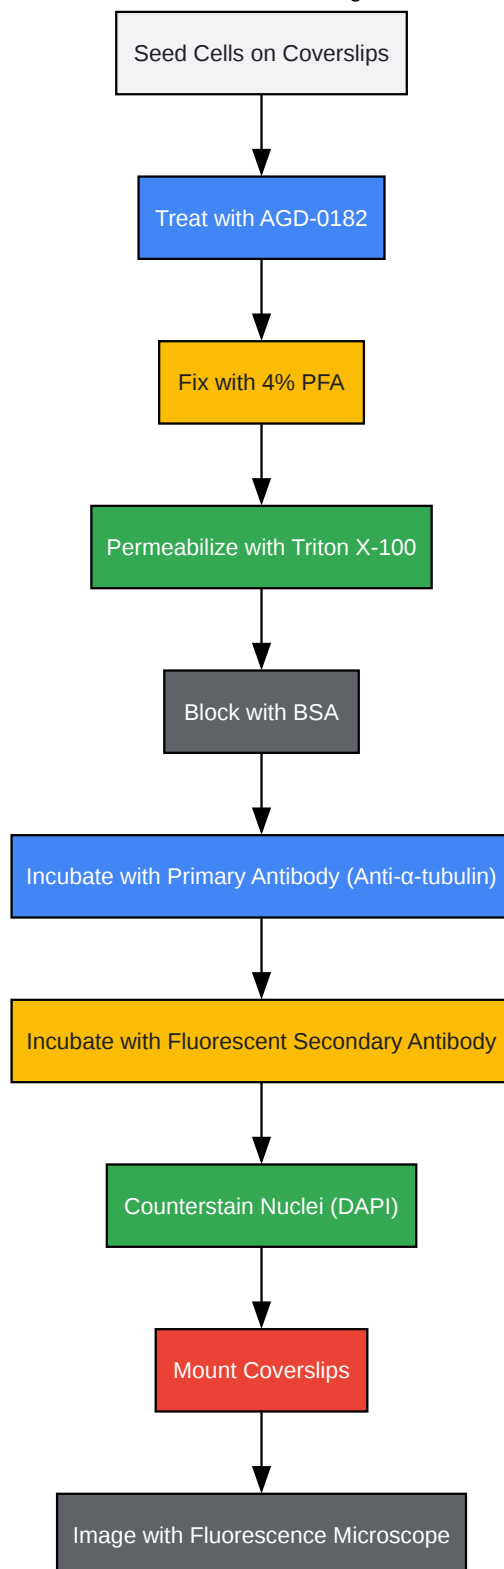 Seed Cells on Coverslips
Treat with AGD-0182
Fix with 4% PFA
Permeabilize with Triton X-100
Block with BSA
Incubate with Primary Antibody (Anti-α-tubulin)
Incubate with Fluorescent Secondary Antibody
Counterstain Nuclei (DAPI)
Mount Coverslips
Image with Fluorescence Microscope